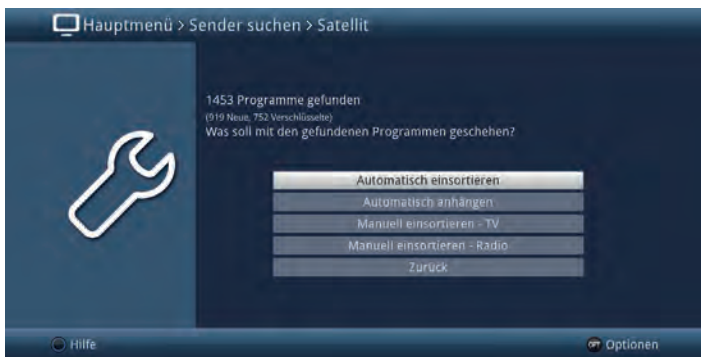 Hauptmenü > Sender suchen > Satellit
1453 Programme gefunden
(919 Neue, 752 Verschlüsselte)
Was soll mit den gefundenen Programmen geschehen?
Automatisch einsortieren
Automatisch anhängen
Manuell einsortieren - TV
Manuell einsortieren - Radio
Zurück
Hilfe
OPT Optionen